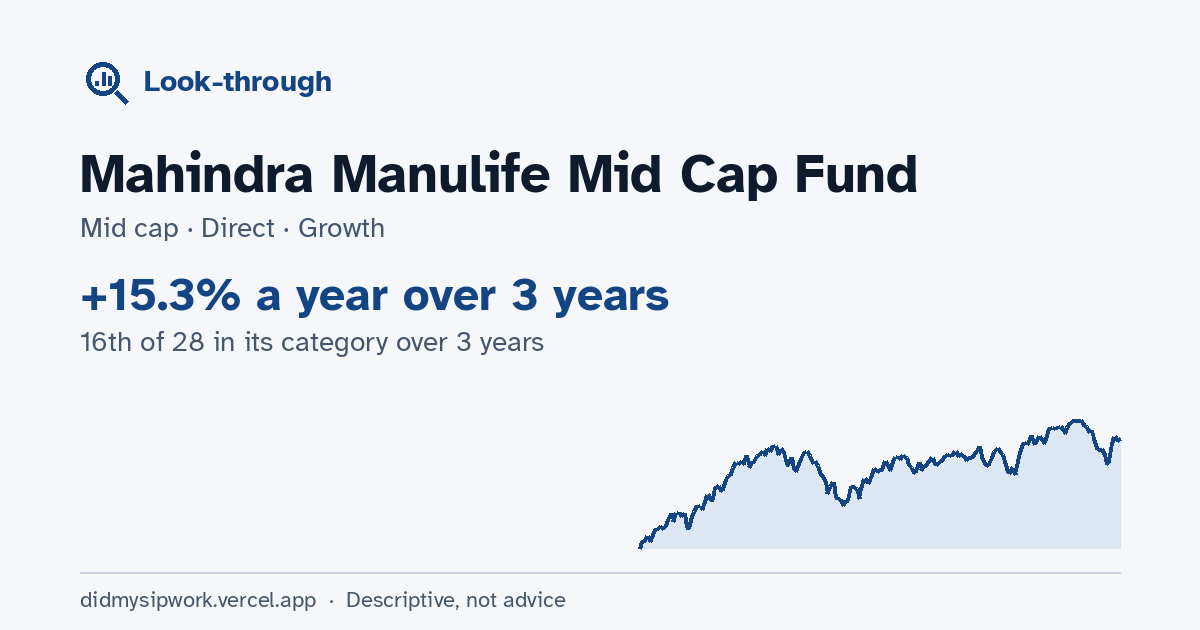 Look-through
Mahindra Manulife Mid Cap Fund
Mid cap · Direct · Growth
+15.3% a year over 3 years
16th of 28 in its category over 3 years
didmysipwork.vercel.app · Descriptive, not advice